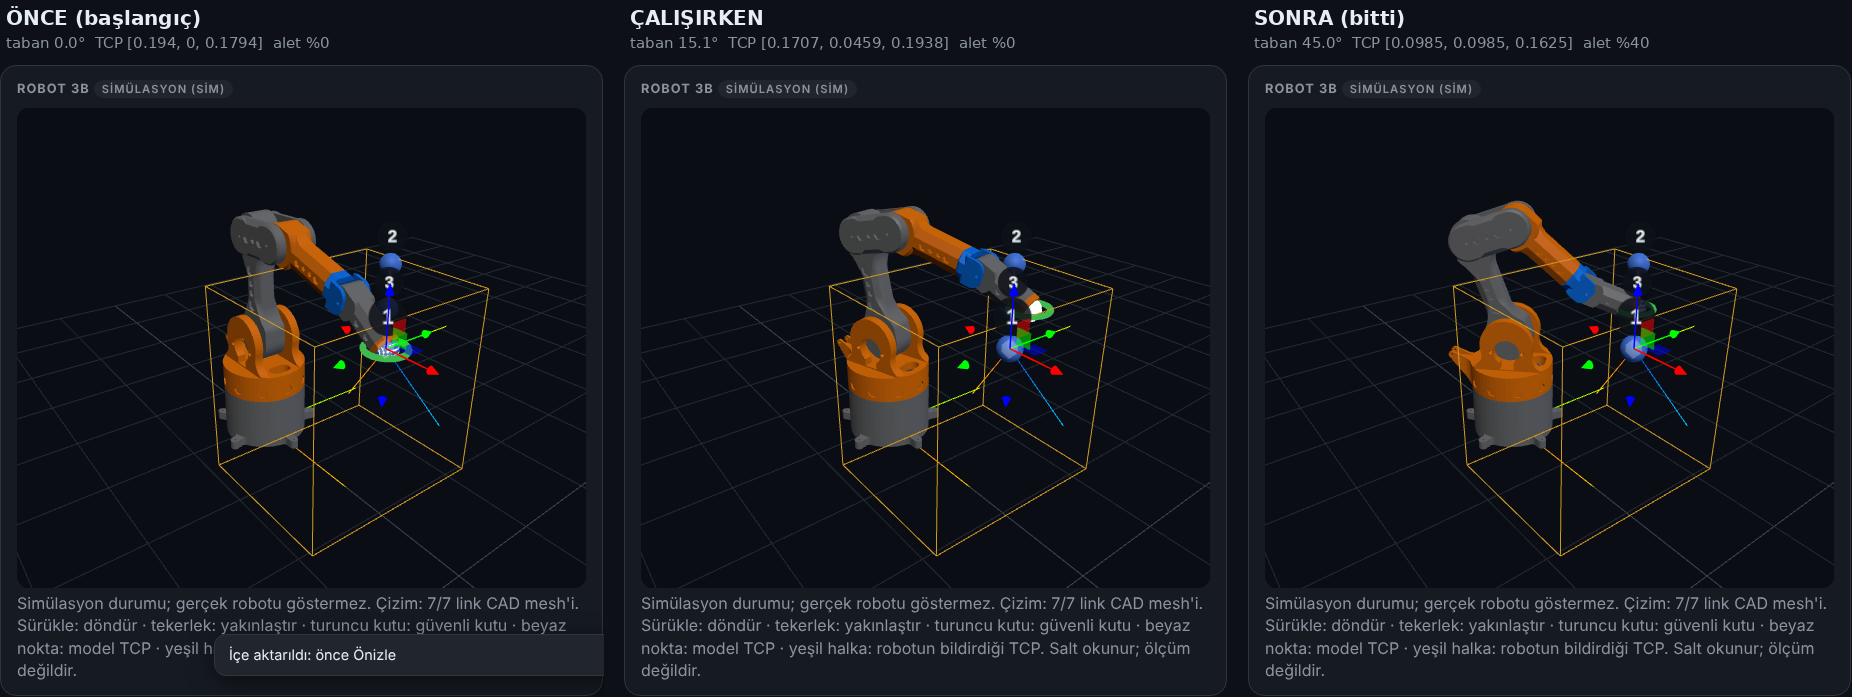 ÖNCE (başlangıç)
taban 0.0° TCP [0.194, 0, 0.1794] alet %0
ROBOT 3B SİMÜLASYON (SİM)
2
3
1
Simülasyon durumu; gerçek robotu göstermez. Çizim: 7/7 link CAD mesh'i.
Sürükle: döndür · tekerlek: yakınlaştır · turuncu kutu: güvenli kutu · beyaz
nokta: model TCP · yeşil h
değildir.
İçe aktarıldı: önce Önizle
ÇALIŞIRKEN
taban 15.1° TCP [0.1707, 0.0459, 0.1938] alet %0
ROBOT 3B SİMÜLASYON (SİM)
2
3
1
Simülasyon durumu; gerçek robotu göstermez. Çizim: 7/7 link CAD mesh'i.
Sürükle: döndür · tekerlek: yakınlaştır · turuncu kutu: güvenli kutu · beyaz
nokta: model TCP · yeşil halka: robotun bildirdiği TCP. Salt okunur; ölçüm
değildir.
SONRA (bitti)
taban 45.0° TCP [0.0985, 0.0985, 0.1625] alet %40
ROBOT 3B SİMÜLASYON (SİM)
2
3
1
Simülasyon durumu; gerçek robotu göstermez. Çizim: 7/7 link CAD mesh'i.
Sürükle: döndür · tekerlek: yakınlaştır · turuncu kutu: güvenli kutu · beyaz
nokta: model TCP · yeşil halka: robotun bildirdiği TCP. Salt okunur; ölçüm
değildir.